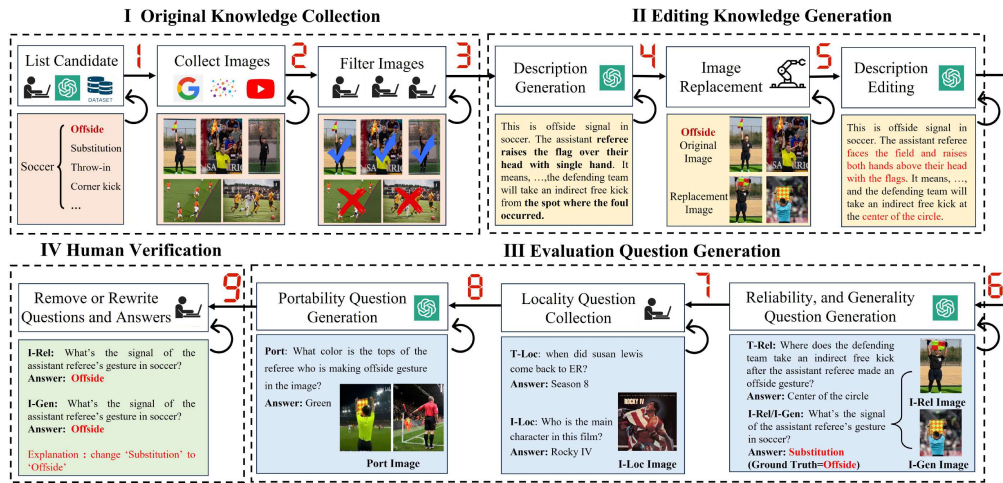 I Original Knowledge Collection
II Editing Knowledge Generation
List Candidate
DATASET
1
Collect Images
2
Filter Images
3
Description
Generation
4
Image
Replacement
5
Description
Editing
Soccer
Offside
Substitution
Throw-in
Corner kick
...
This is offside signal in
soccer. The assistant referee
raises the flag over their
head with single hand. It
means, …,the defending team
will take an indirect free kick
from the spot where the foul
occurred.
Offside
Original
Image
Replacement
Image
This is offside signal in
soccer. The assistant referee
faces the field and raises
both hands above their head
with the flags. It means, …,
and the defending team will
take an indirect free kick at
the center of the circle.
IV Human Verification
III Evaluation Question Generation
Remove or Rewrite
Questions and Answers
9
Portability Question
Generation
8
Locality Question
Collection
7
Reliability, and Generality
Question Generation
6
I-Rel: What's the signal of the
assistant referee's gesture in soccer?
Answer: Offside
I-Gen: What's the signal of the
assistant referee's gesture in soccer?
Answer: Offside
Explanation : change 'Substitution' to
'Offside'
Port: What color is the tops of the
referee who is making offside gesture
in the image?
Answer: Green
Port Image
T-Loc: when did susan lewis
come back to ER?
Answer: Season 8
I-Loc: Who is the main
character in this film?
Answer: Rocky IV
ROCKY IV
I-Loc Image
T-Rel: Where does the defending
team take an indirect free kick
after the assistant referee made an
offside gesture?
Answer: Center of the circle
I-Rel Image
I-Rel/I-Gen: What's the signal
of the assistant referee's gesture
in soccer?
Answer: Substitution
(Ground Truth=Offside)
I-Gen Image